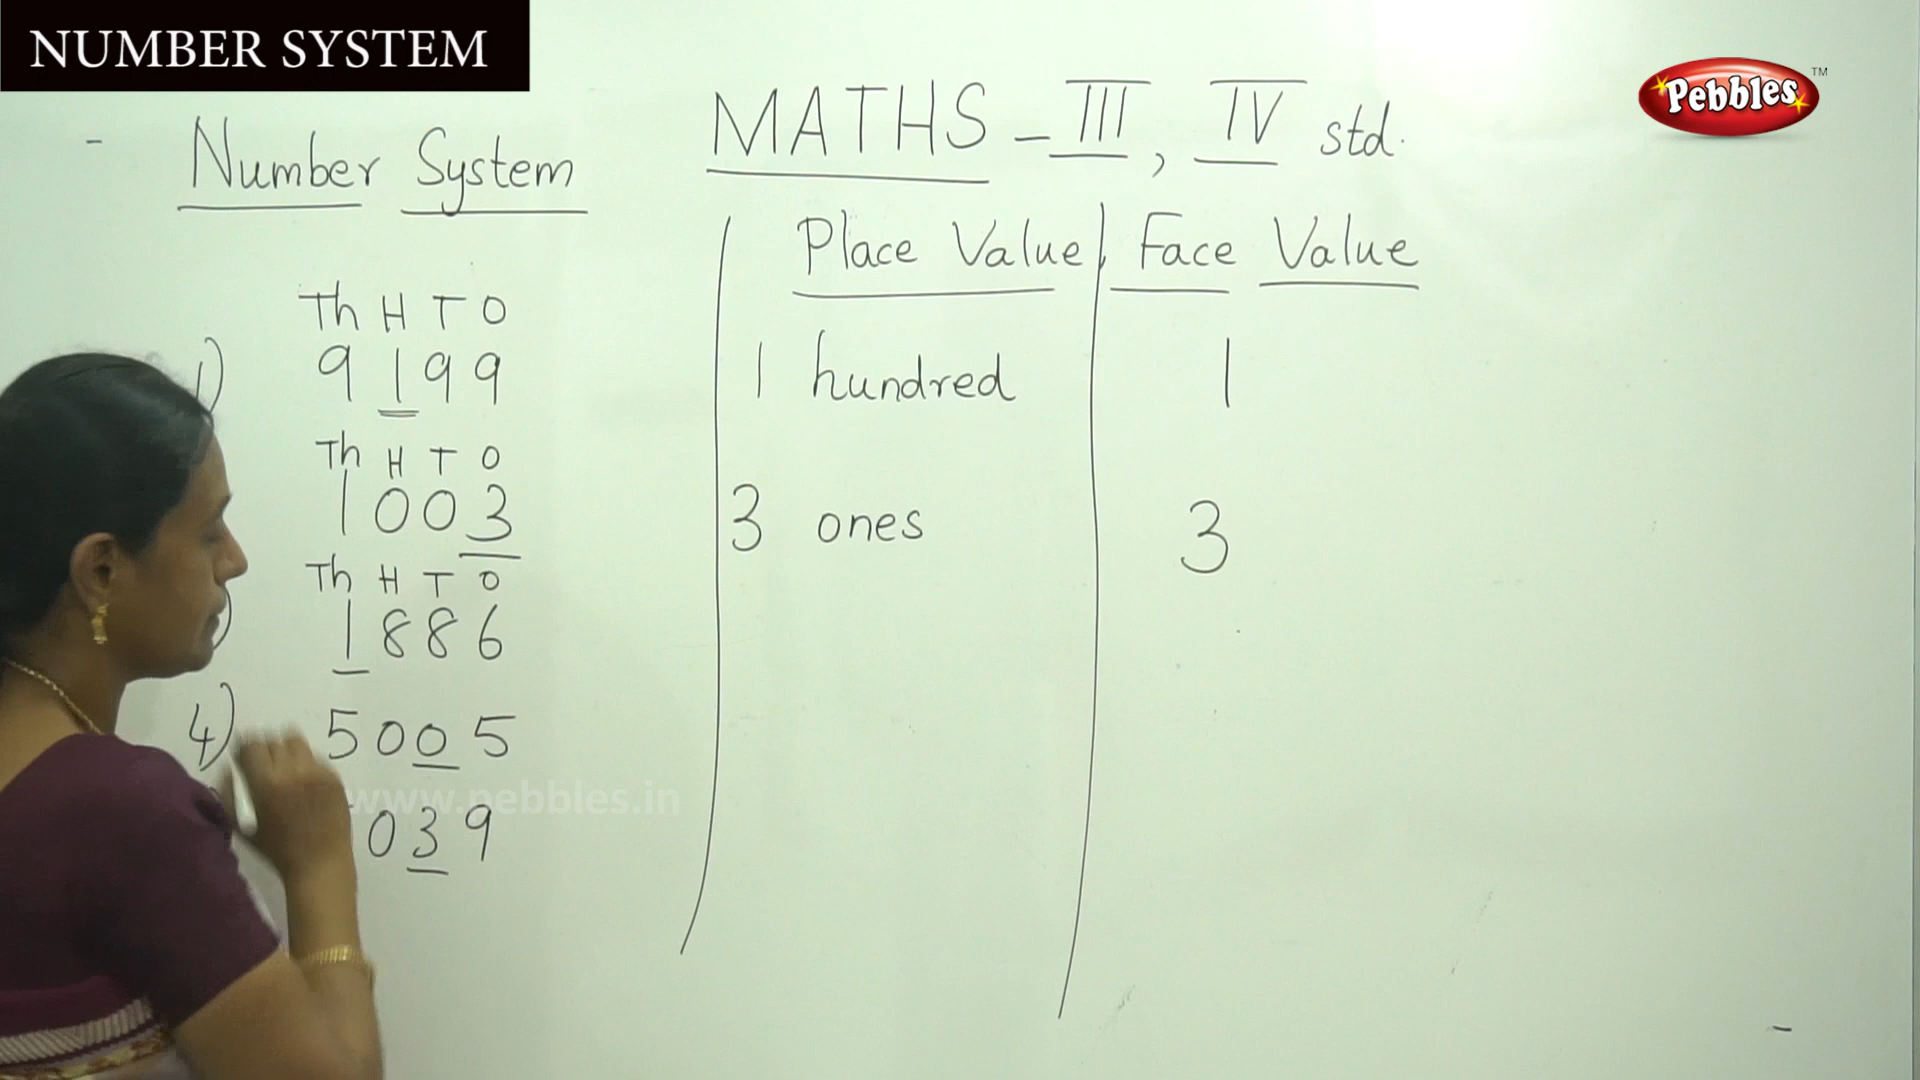 NUMBER SYSTEM
Pebbles TM
MATHS - III, IV std.
Number System
Place Value, Face Value
Th H T O
1) 9199 1 hundred 1
Th H T O
1003 3 ones 3
Th H T O
) 1886
4) 5005
www.pebbles.in
039